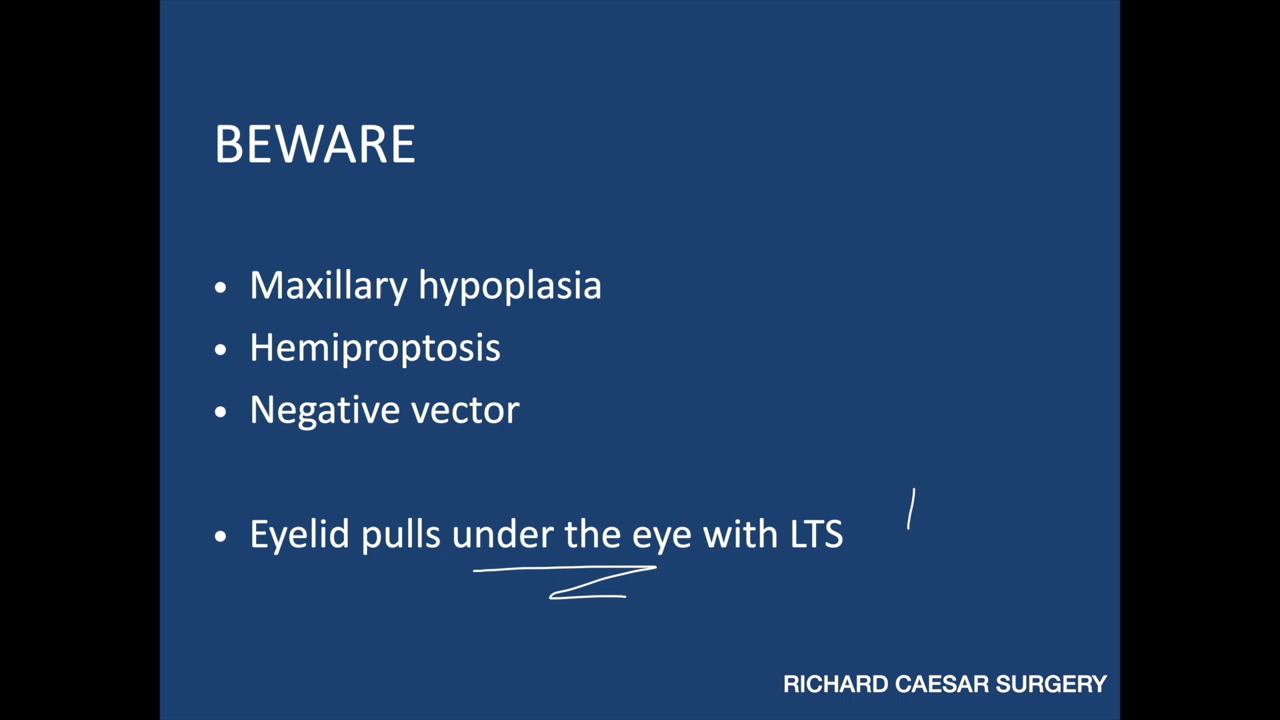 BEWARE
• Maxillary hypoplasia
• Hemiproptosis
• Negative vector
• Eyelid pulls under the eye with LTS
RICHARD CAESAR SURGERY